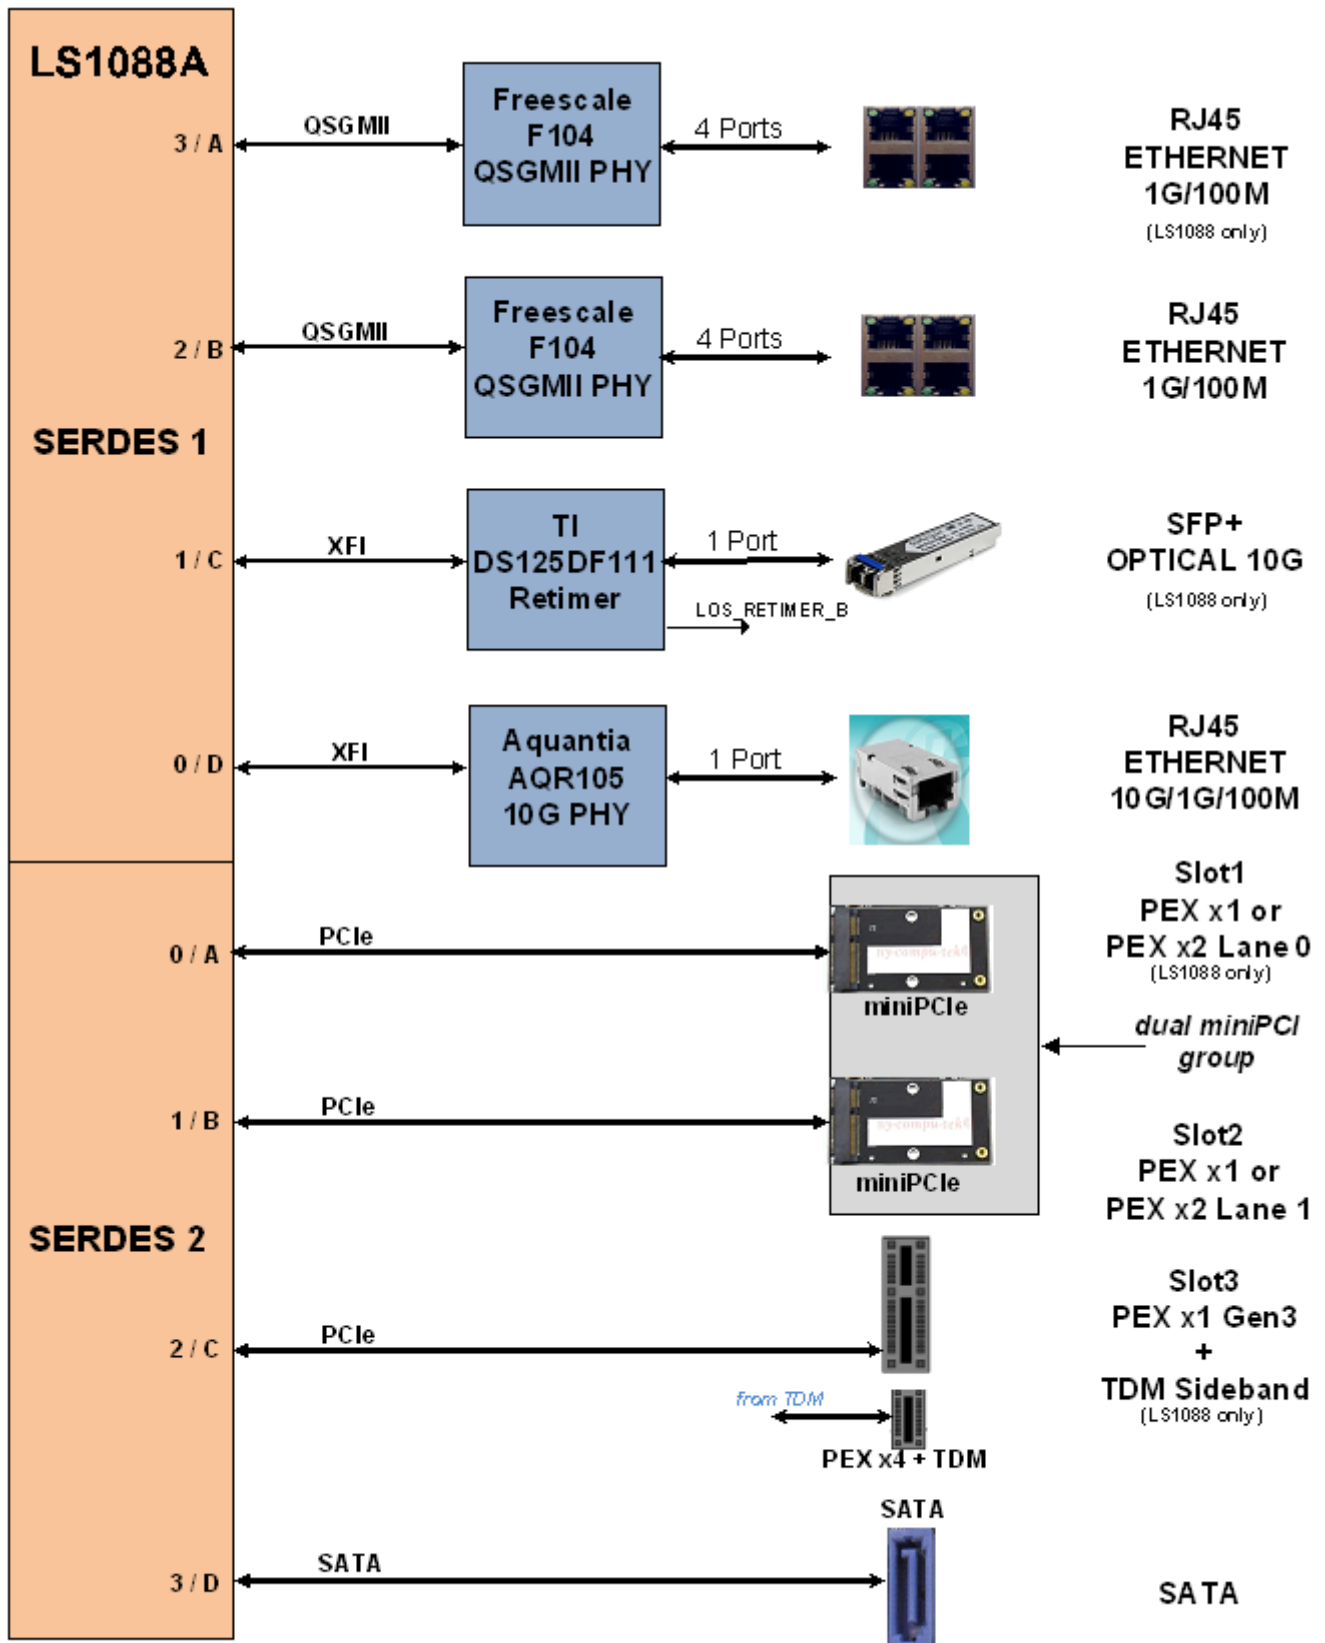 LS1088A
3 / A
QSGMII
Freescale
F104
QSGMII PHY
4 Ports
RJ45
ETHERNET
1G/100M
(LS1088 only)
2 / B
QSGMII
Freescale
F104
QSGMII PHY
4 Ports
RJ45
ETHERNET
1G/100M
SERDES 1
1 / C
XFI
TI
DS125DF111
Retimer
1 Port
LOS_RETIMER_B
SFP+
OPTICAL 10G
(LS1088 only)
0 / D
XFI
Aquantia
AQR105
10G PHY
1 Port
RJ45
ETHERNET
10G/1G/100M
0 / A
PCIe
miniPCIe
Slot1
PEX x1 or
PEX x2 Lane 0
(LS1088 only)
dual miniPCI
group
1 / B
PCIe
miniPCIe
Slot2
PEX x1 or
PEX x2 Lane 1
SERDES 2
2 / C
PCIe
Slot3
PEX x1 Gen3
+
TDM Sideband
(LS1088 only)
from TDM
PEX x4 + TDM
SATA
3 / D
SATA
SATA